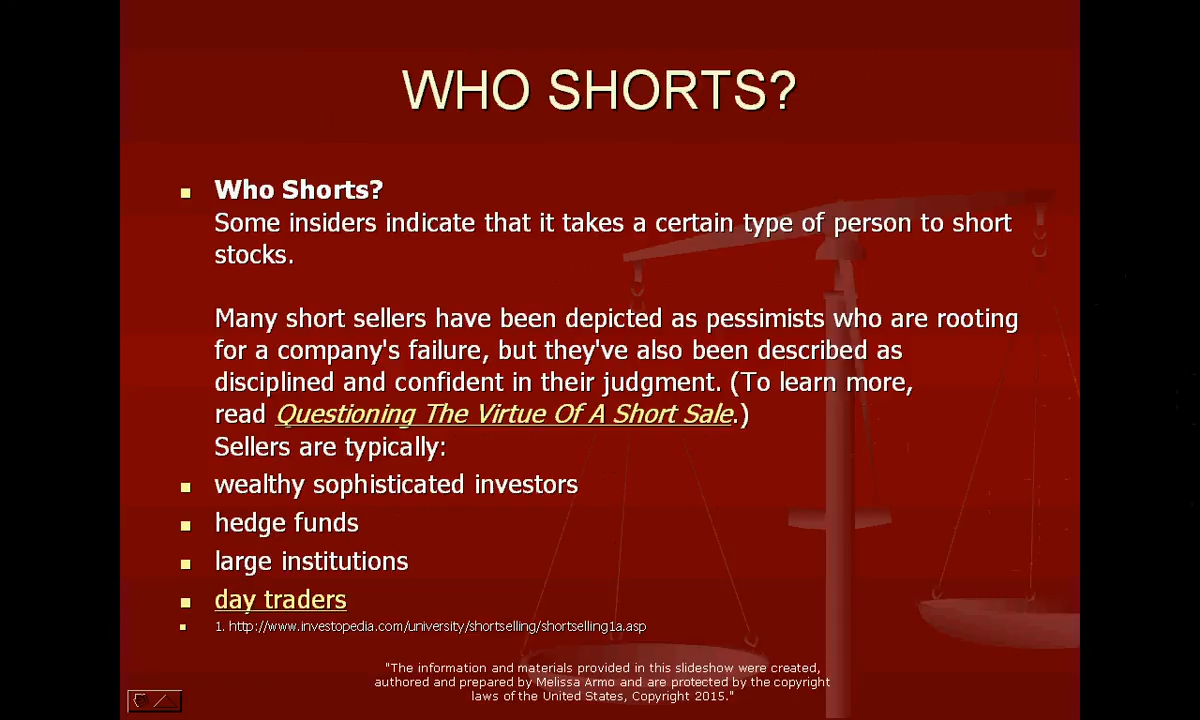 WHO SHORTS?
Who Shorts?
Some insiders indicate that it takes a certain type of person to short
stocks.
Many short sellers have been depicted as pessimists who are rooting
for a company's failure, but they've also been described as
disciplined and confident in their judgment. (To learn more,
read Questioning The Virtue Of A Short Sale.)
Sellers are typically:
wealthy sophisticated investors
hedge funds
large institutions
day traders
1. http://www.investopedia.com/university/shortselling/shortselling1a.asp
"The information and materials provided in this slideshow were created,
authored and prepared by Melissa Armo and are protected by the copyright
laws of the United States, Copyright 2015."